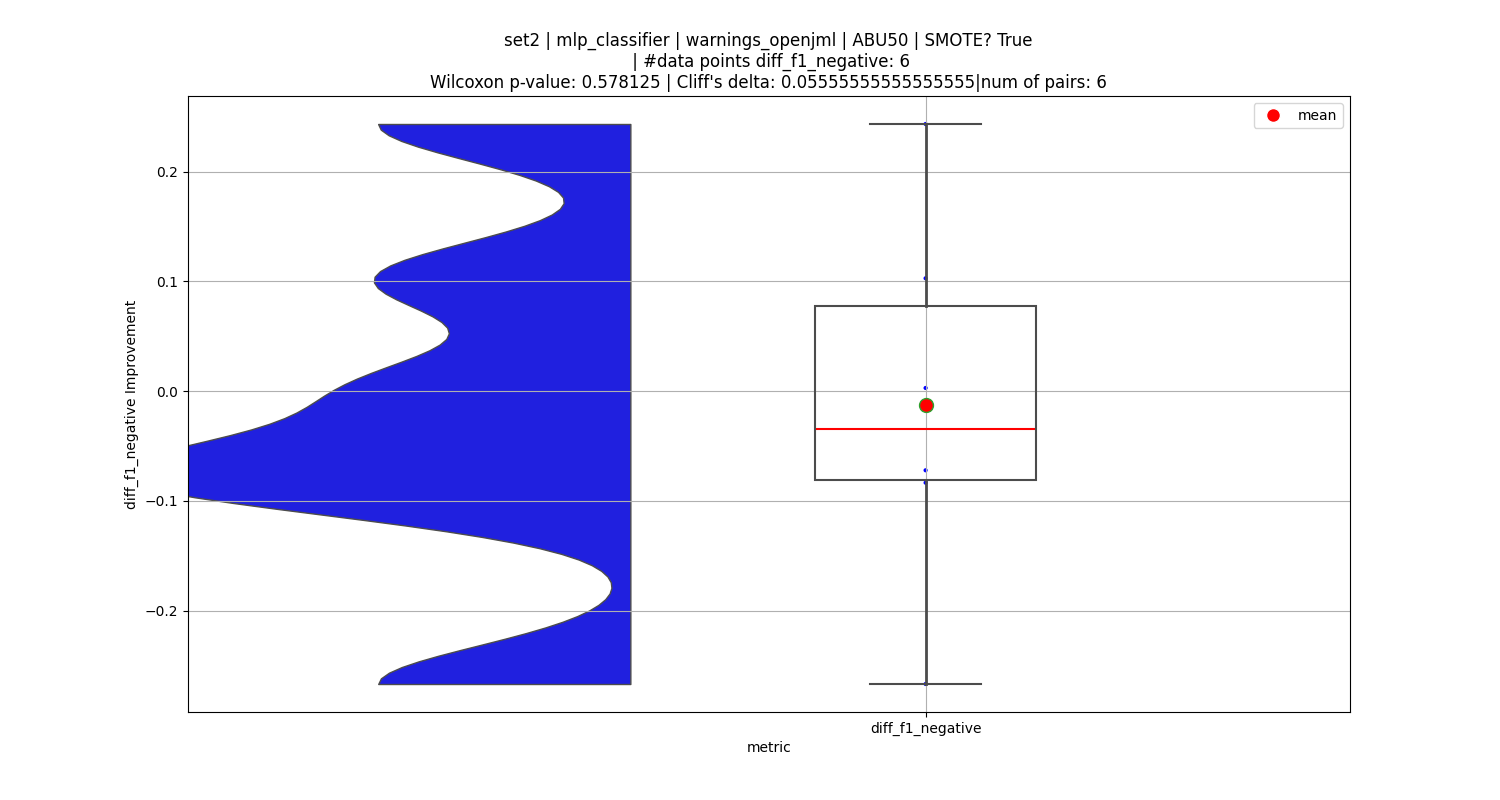 set2 | mlp_classifier | warnings_openjml | ABU50 | SMOTE? True
| #data points diff_f1_negative: 6
Wilcoxon p-value: 0.578125 | Cliff's delta: 0.05555555555555555|num of pairs: 6
mean
0.2
0.1
0.0
−0.1
−0.2
diff_f1_negative Improvement
diff_f1_negative
metric